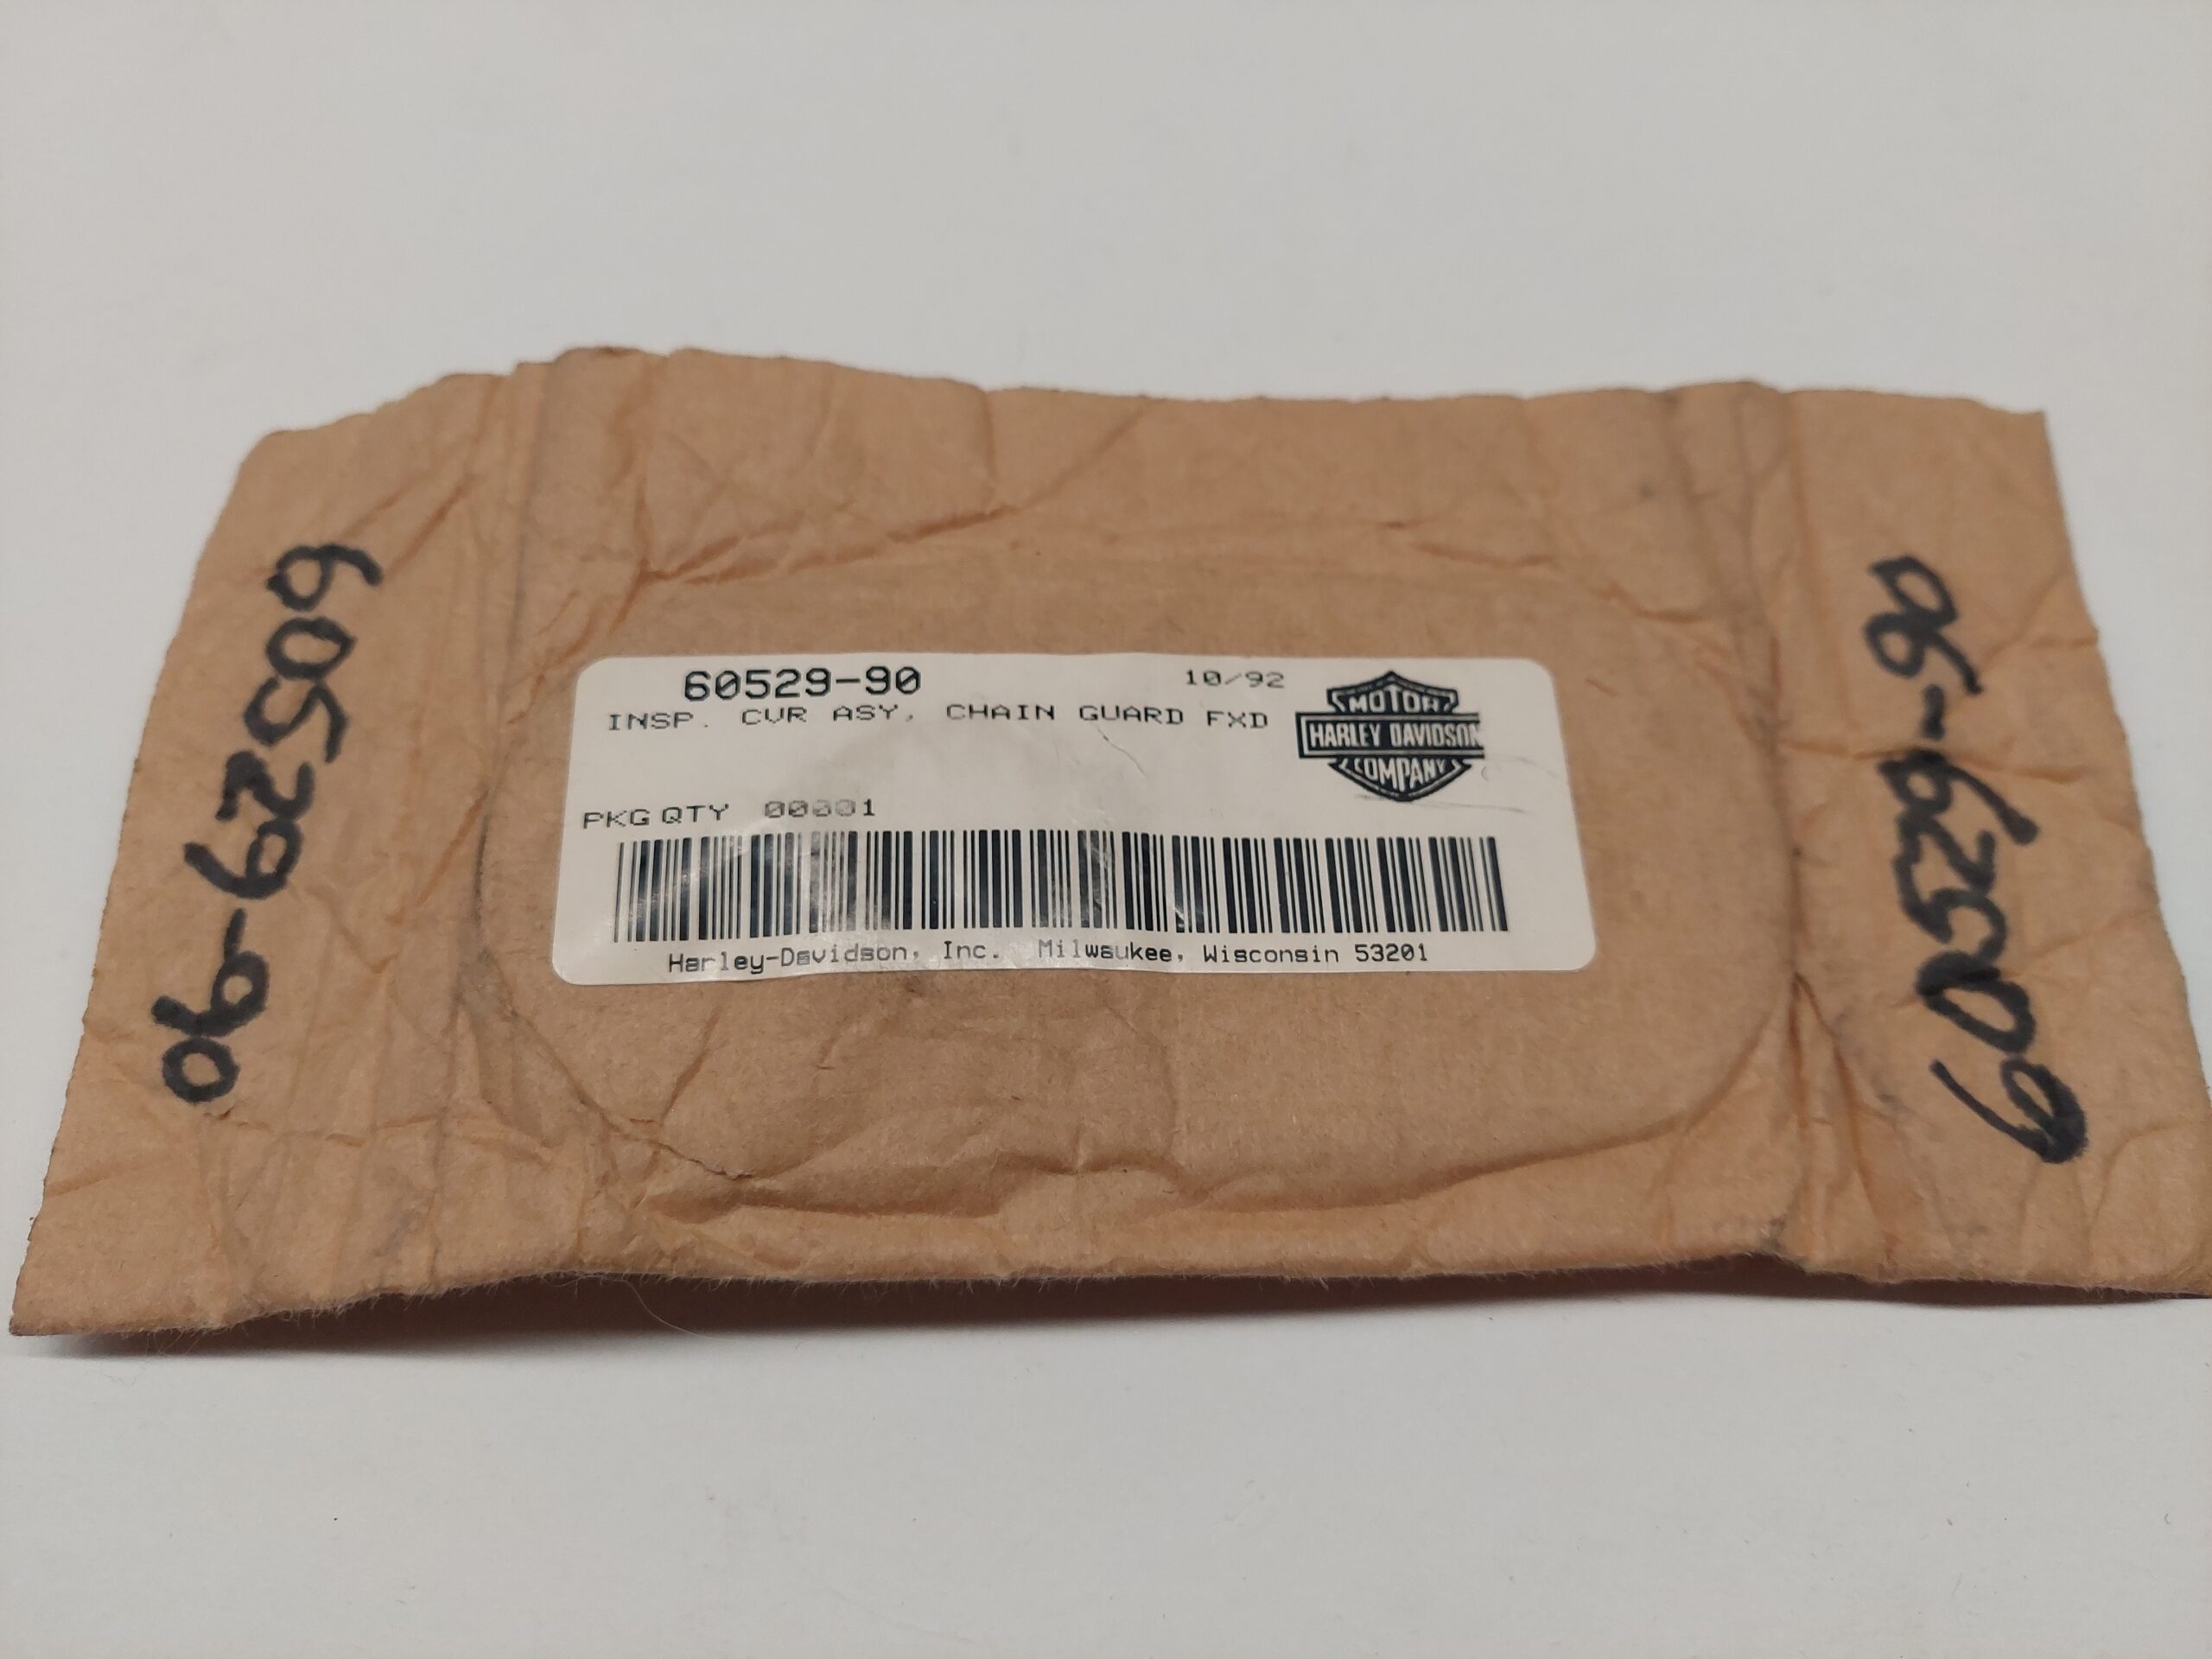 60529-90
60529-90 10/92
INSP. CVR ASY, CHAIN GUARD FXD
MOTOR
HARLEY DAVIDSON
COMPANY
PKG QTY 00001
Harley-Davidson, Inc. Milwaukee, Wisconsin 53201
60529-90